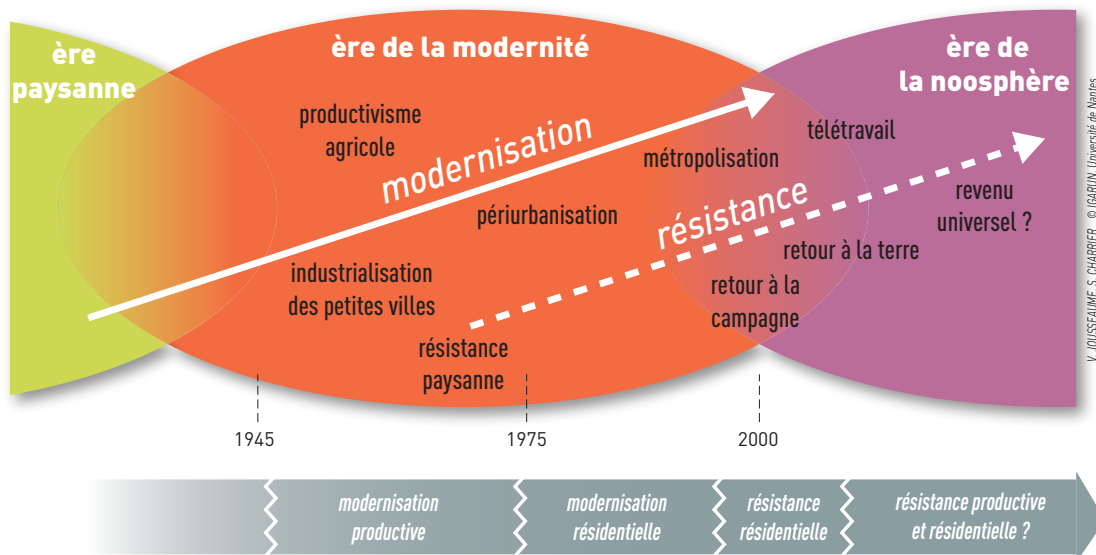 ère
paysanne
ère de la modernité
ère de
la noosphère
productivisme
agricole
modernisation
télétravail
métropolisation
périurbanisation
résistance
revenu
universel ?
retour à la terre
industrialisation
des petites villes
retour à la
campagne
résistance
paysanne
V. JOUSSEAUME, S. CHARRIER © IGARUN, Université de Nantes
1945
1975
2000
modernisation
productive
modernisation
résidentielle
résistance
résidentielle
résistance productive
et résidentielle ?